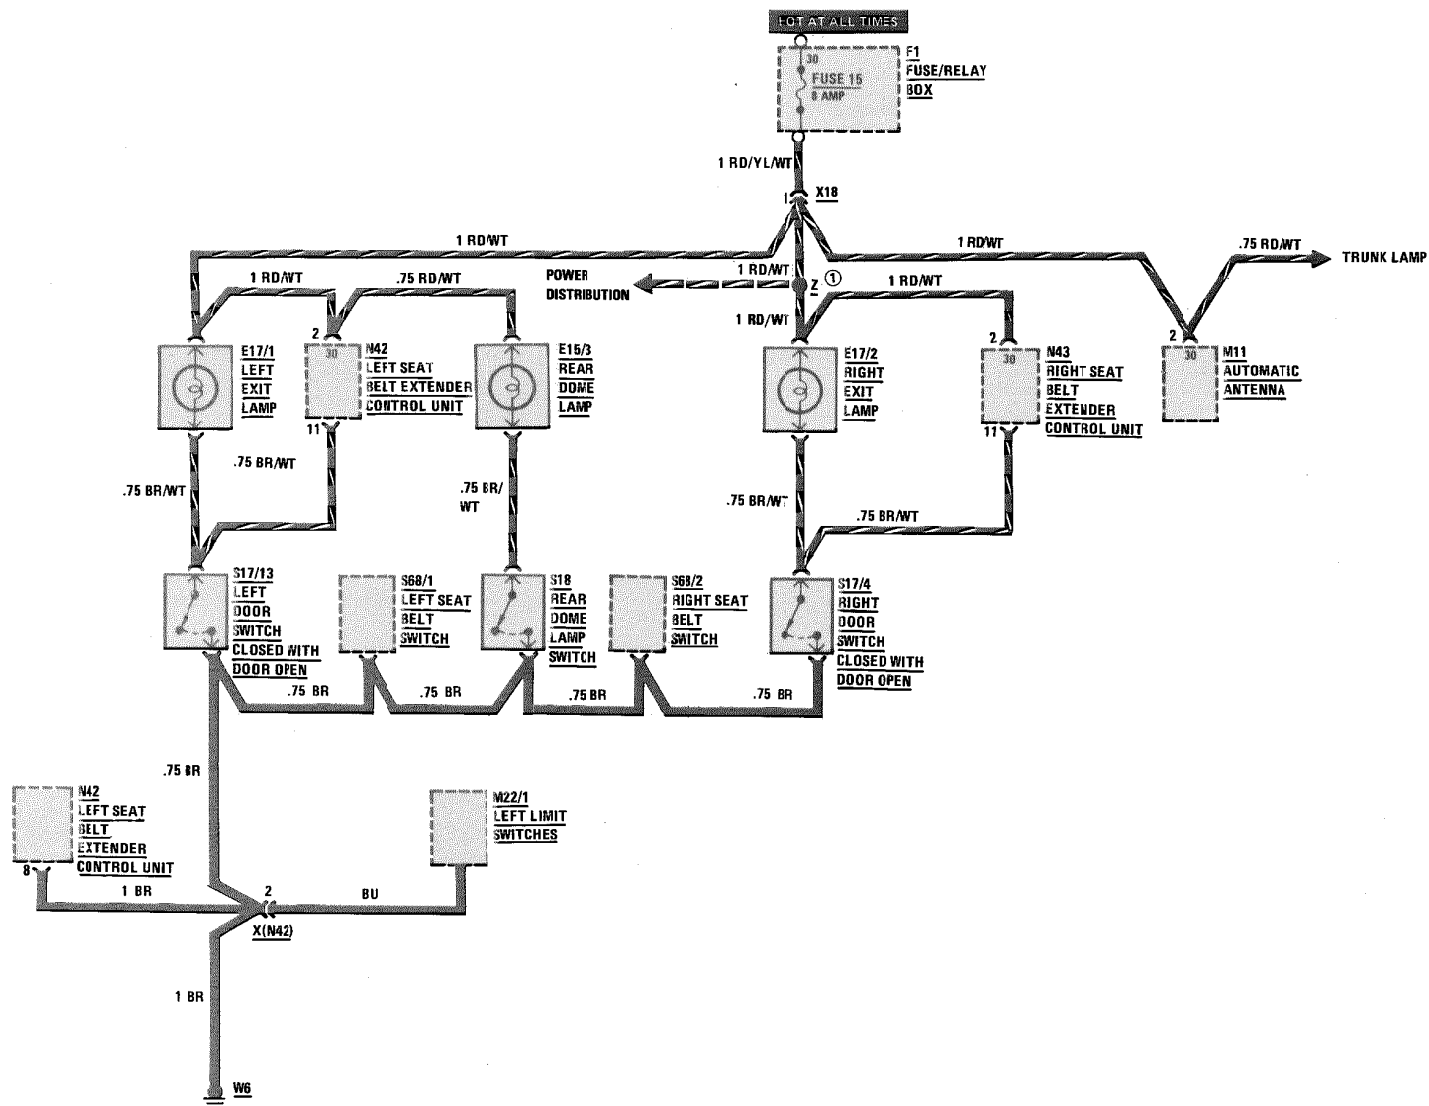 HOT AT ALL TIMES
30
FUSE 15
8 AMP
F1
FUSE/RELAY
BOX
1 RD/YL/WT
1
X18
1 RD/WT
1 RD/WT
.75 RD/WT
TRUNK LAMP
1 RD/WT
.75 RD/WT
POWER
DISTRIBUTION
1 RD/WT
Z
①
1 RD/WT
1 RD/WT
E17/1
LEFT
EXIT
LAMP
2
30
N42
LEFT SEAT
BELT EXTENDER
CONTROL UNIT
11
E15/3
REAR
DOME
LAMP
E17/2
RIGHT
EXIT
LAMP
2
30
N43
RIGHT SEAT
BELT
EXTENDER
CONTROL UNIT
11
2
30
M11
AUTOMATIC
ANTENNA
.75 BR/WT
.75 BR/WT
.75 BR/
WT
.75 BR/WT
.75 BR/WT
S17/13
LEFT
DOOR
SWITCH
CLOSED WITH
DOOR OPEN
S68/1
LEFT SEAT
BELT
SWITCH
S18
REAR
DOME
LAMP
SWITCH
S68/2
RIGHT SEAT
BELT
SWITCH
S17/4
RIGHT
DOOR
SWITCH
CLOSED WITH
DOOR OPEN
.75 BR
.75 BR
.75 BR
.75 BR
.75 BR
N42
LEFT SEAT
BELT
EXTENDER
CONTROL UNIT
8
1 BR
M22/1
LEFT LIMIT
SWITCHES
2
BU
X(N42)
1 BR
W6